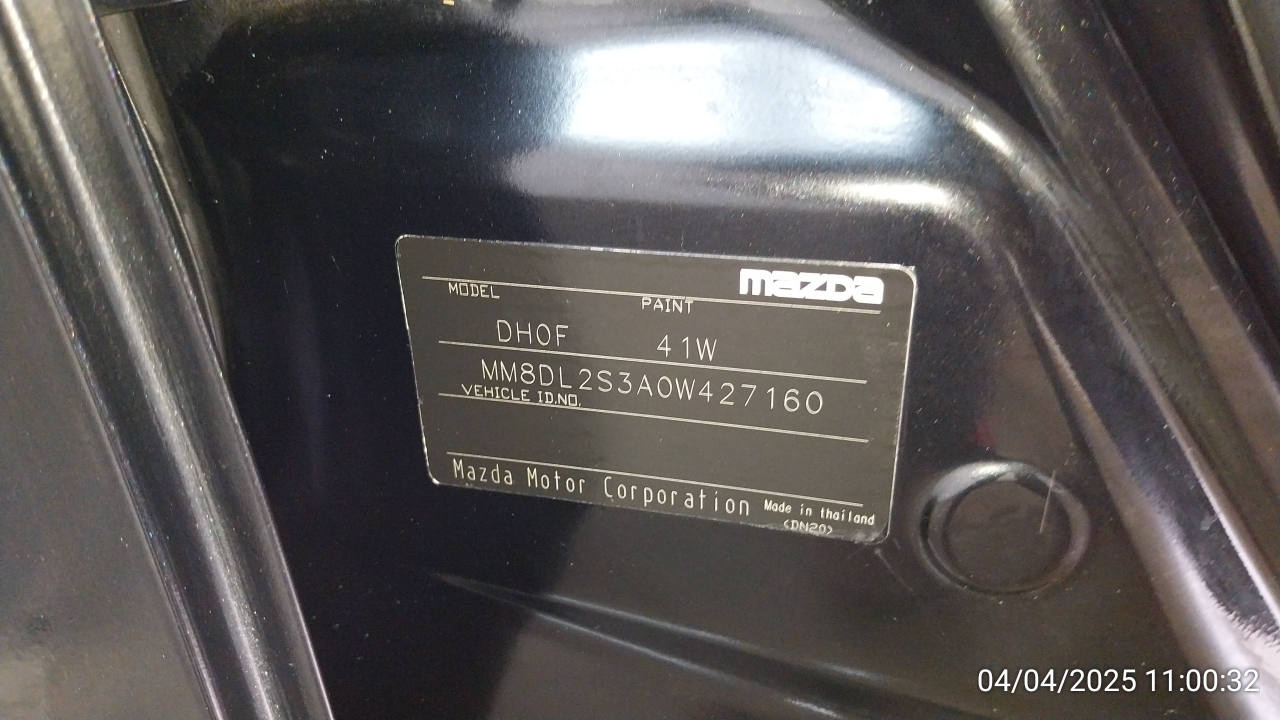 mazda
MODEL PAINT
DH0F 41W
MM8DL2S3A0W427160
VEHICLE ID.NO.
Mazda Motor Corporation Made in thailand
(DN20)
04/04/2025 11:00:32